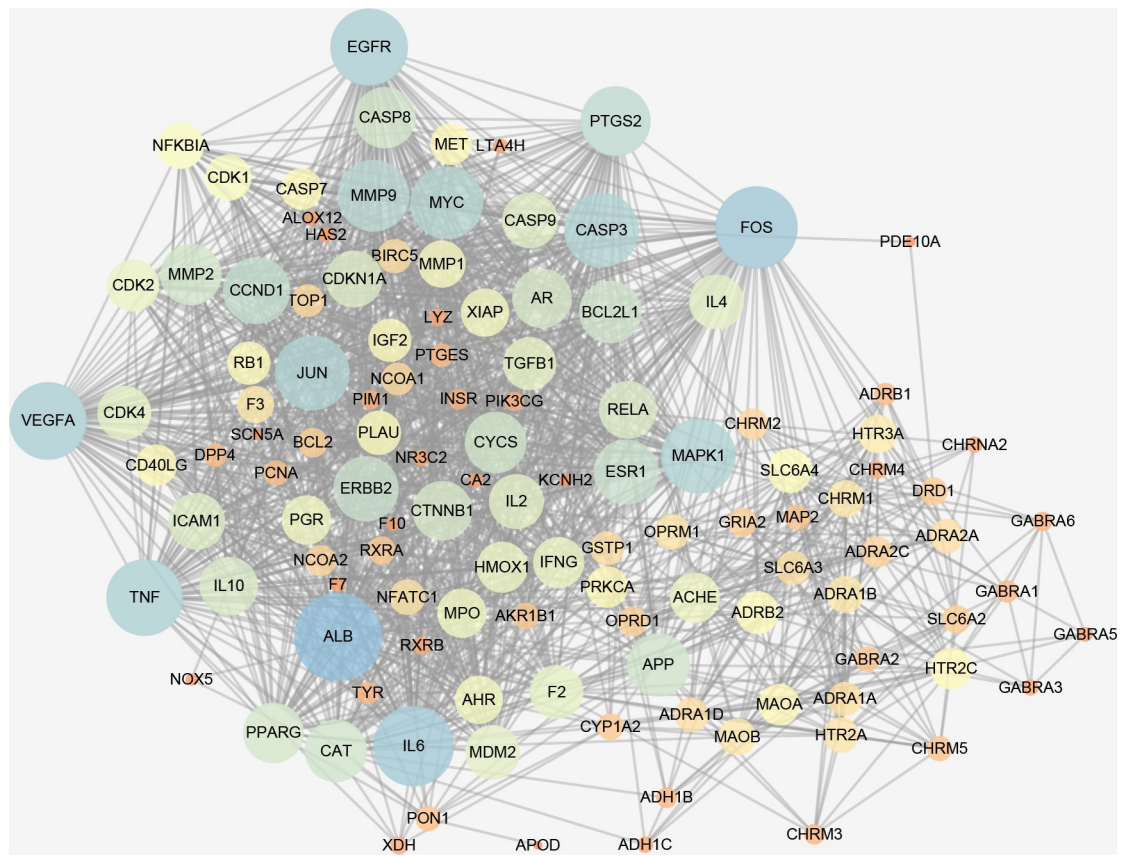 EGFR
CASP8
PTGS2
NFKBIA
MET
LTA4H
CDK1
CASP7
MMP9
MYC
ALOX12
HAS2
CASP9
CASP3
FOS
PDE10A
BIRC5
MMP1
CDK2
MMP2
CCND1
CDKN1A
TOP1
AR
BCL2L1
IL4
LYZ
XIAP
IGF2
PTGES
RB1
JUN
NCOA1
TGFB1
PIM1
INSR
PIK3CG
ADRB1
VEGFA
CDK4
F3
RELA
CHRM2
SCN5A
BCL2
PLAU
CYCS
HTR3A
CHRNA2
DPP4
CD40LG
PCNA
NR3C2
MAPK1
SLC6A4
CHRM4
ERBB2
CA2
KCNH2
ESR1
DRD1
CHRM1
ICAM1
PGR
CTNNB1
IL2
MAP2
GRIA2
GABRA6
F10
OPRM1
ADRA2A
NCOA2
RXRA
GSTP1
ADRA2C
HMOX1
IFNG
SLC6A3
TNF
IL10
F7
NFATC1
PRKCA
ACHE
ADRB2
ADRA1B
GABRA1
MPO
AKR1B1
OPRD1
SLC6A2
ALB
RXRB
GABRA5
APP
GABRA2
HTR2C
NOX5
TYR
F2
GABRA3
AHR
MAOA
ADRA1A
ADRA1D
CYP1A2
PPARG
CAT
IL6
MDM2
MAOB
HTR2A
CHRM5
ADH1B
PON1
CHRM3
XDH
APOD
ADH1C